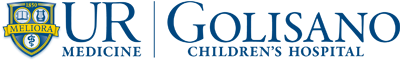 1850
MELIORA
UR
MEDICINE
GOLISANO
CHILDREN'S HOSPITAL